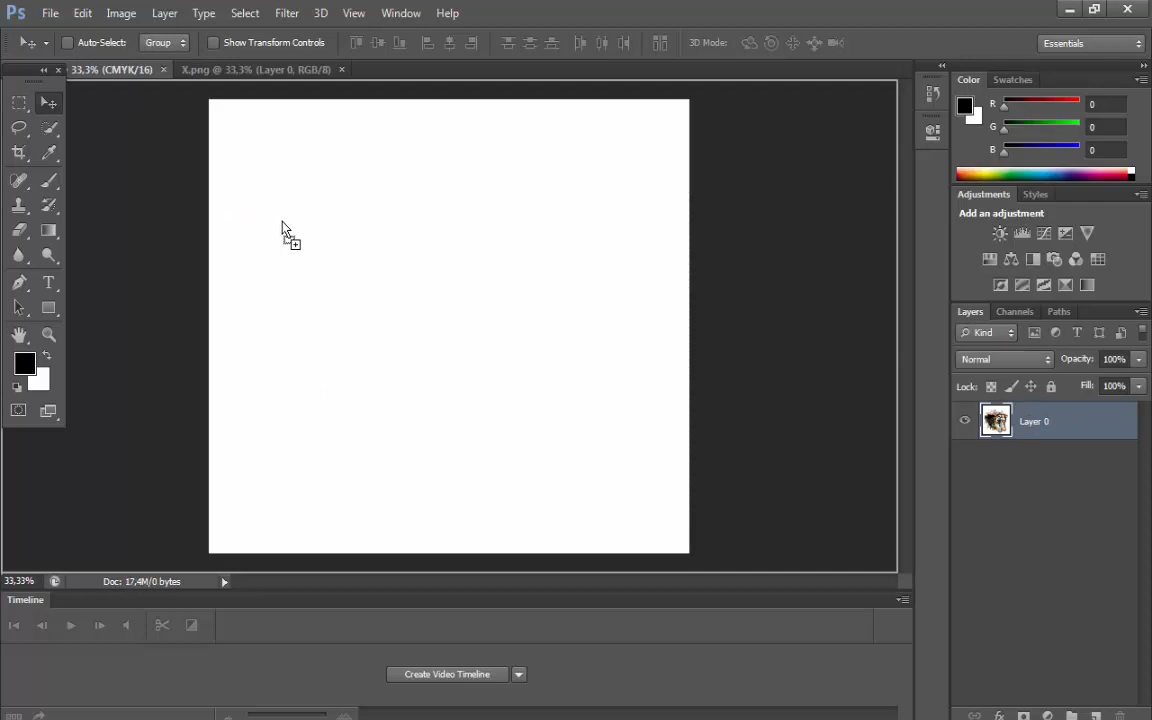 Ps File Edit Image Layer Type Select Filter 3D View Window Help
Auto-Select: Group Show Transform Controls 3D Mode: Essentials
33,3% (CMYK/16) × X.png @ 33,3% (Layer 0, RGB/8) ×
Color Swatches
R 0
G 0
B 0
Adjustments Styles
Add an adjustment
Layers Channels Paths
Kind
Normal Opacity: 100%
Lock: Fill: 100%
Layer 0
33,33% Doc: 17,4M/0 bytes
Timeline
Create Video Timeline